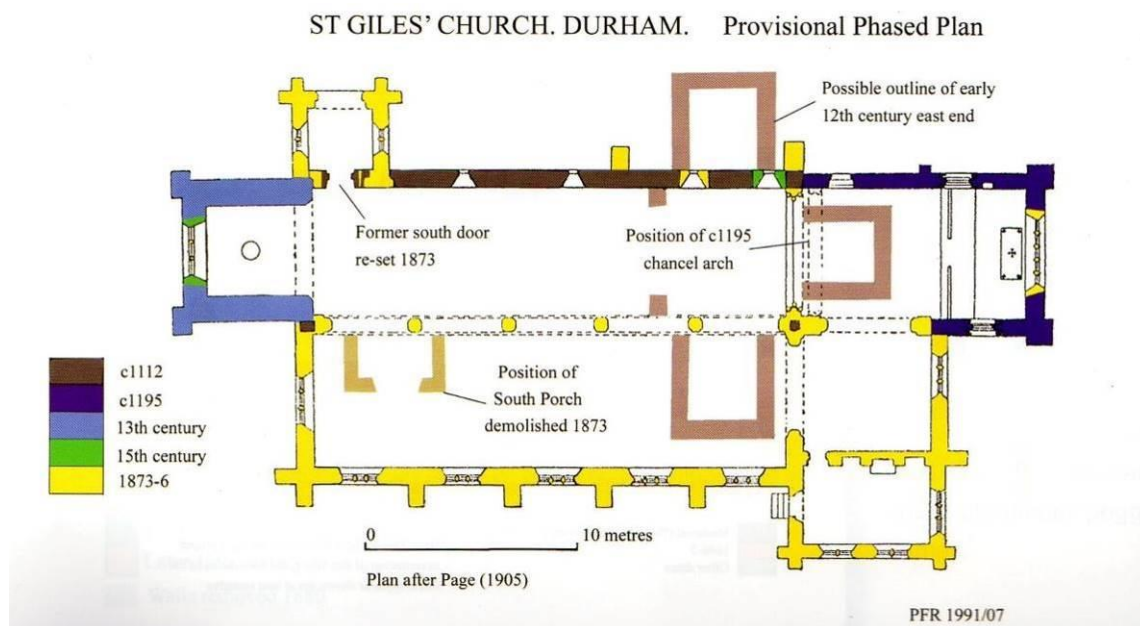 ST GILES' CHURCH. DURHAM. Provisional Phased Plan
Possible outline of early
12th century east end
Former south door
re-set 1873
Position of c1195
chancel arch
Position of
South Porch
demolished 1873
c1112
c1195
13th century
15th century
1873-6
0 10 metres
Plan after Page (1905)
PFR 1991/07